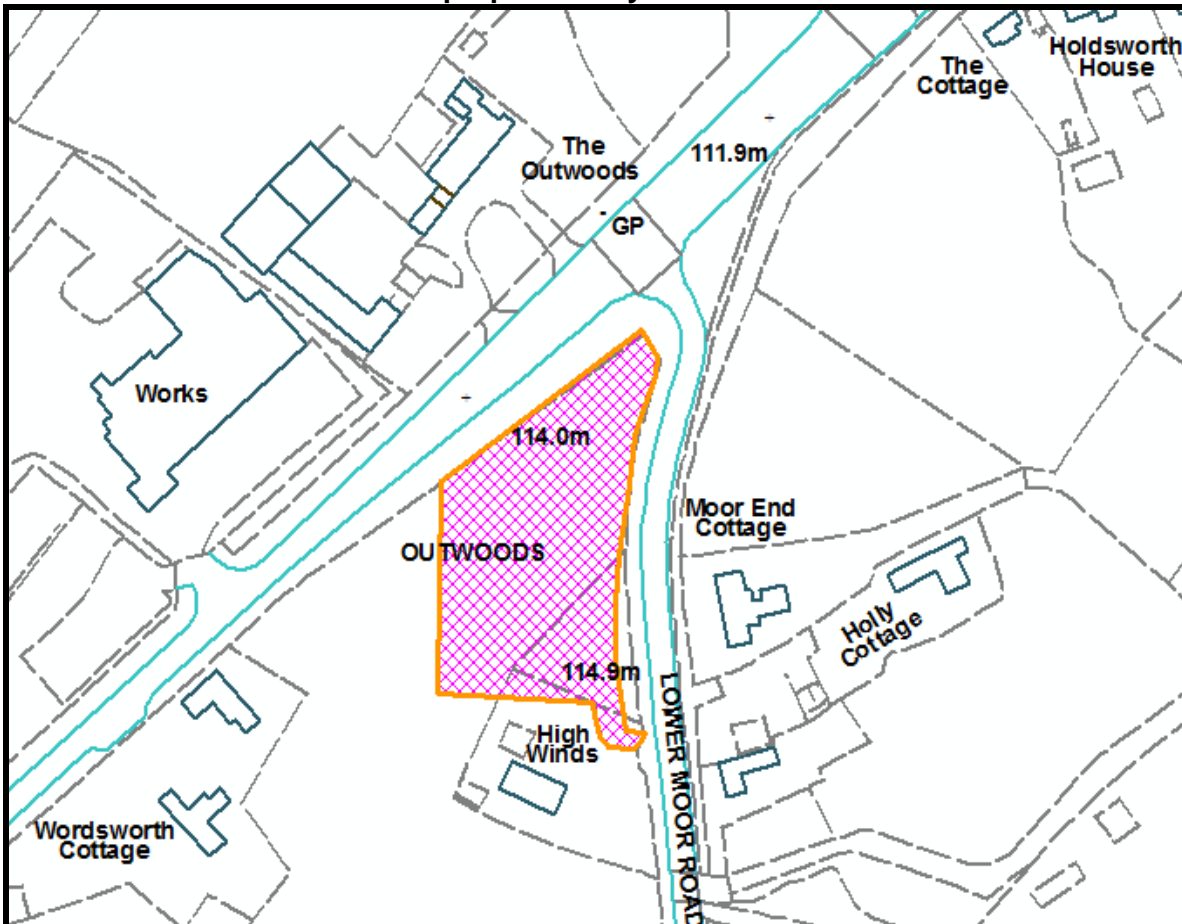 The
Cottage
Holdsworth
House
The
Outwoods
111.9m
GP
Works
114.0m
Moor End
Cottage
OUTWOODS
Holly
Cottage
114.9m
LOWER MOOR ROAD
High
Winds
Wordsworth
Cottage